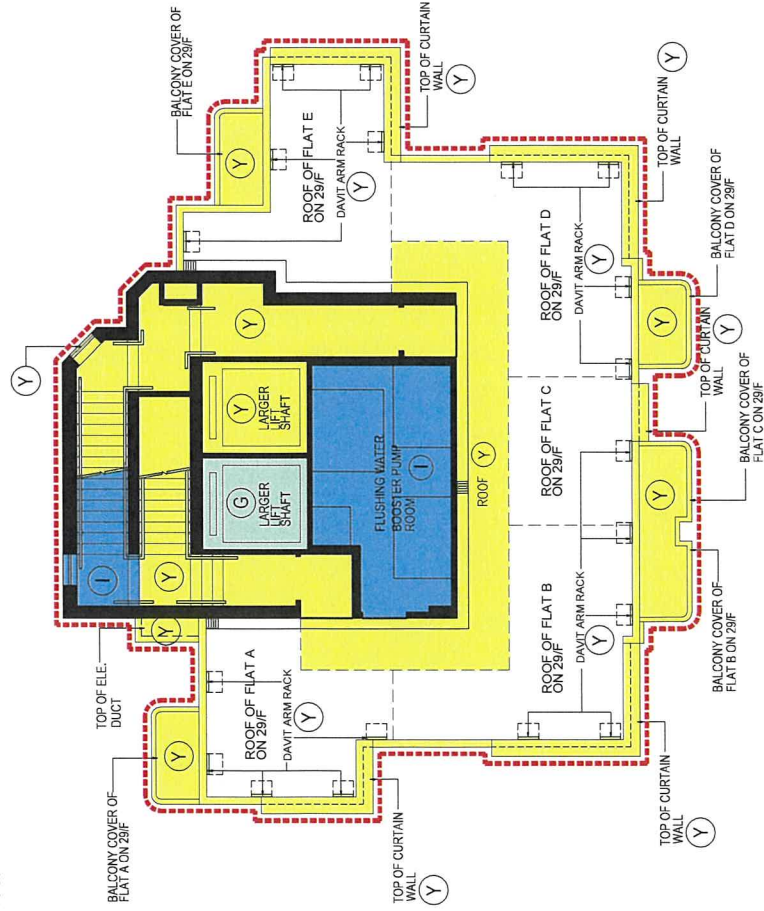 BALCONY COVER OF
FLAT A ON 29/F
TOP OF ELE.
DUCT
Y
Y
BALCONY COVER OF
FLAT E ON 29/F
Y
Y
I
Y
Y
G
LARGER
LIFT
SHAFT
Y
LARGER
LIFT
SHAFT
FLUSHING WATER
BOOSTER PUMP
ROOM
I
ROOF
Y
ROOF OF FLAT A
ON 29/F
DAVIT ARM RACK
Y
ROOF OF FLAT E
ON 29/F
DAVIT ARM RACK
Y
TOP OF CURTAIN
WALL
Y
TOP OF CURTAIN
WALL
Y
ROOF OF FLAT B
ON 29/F
DAVIT ARM RACK
Y
ROOF OF FLAT C
ON 29/F
ROOF OF FLAT D
ON 29/F
DAVIT ARM RACK
Y
TOP OF CURTAIN
WALL
Y
BALCONY COVER OF
FLAT B ON 29/F
Y
BALCONY COVER OF
FLAT C ON 29/F
TOP OF CURTAIN
WALL
Y
Y
BALCONY COVER OF
FLAT D ON 29/F
TOP OF CURTAIN
WALL
Y